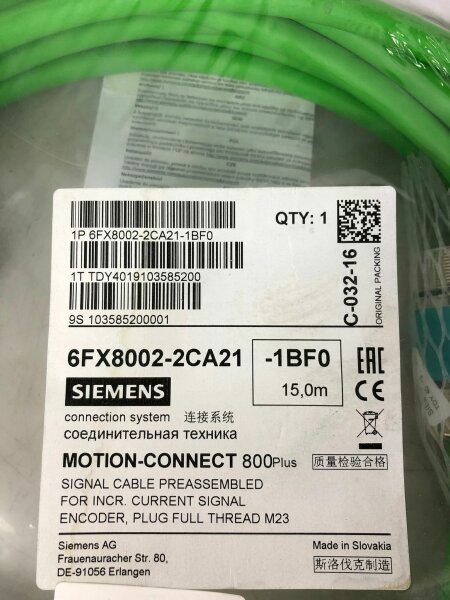 1P 6FX8002-2CA21-1BF0
QTY: 1
1T TDY4019103585200
9S 103585200001
C-032-16
ORIGINAL PACKING
6FX8002-2CA21
-1BF0
15,0m
EAC
CE
SIEMENS
connection system 连接系统
соединительная техника
MOTION-CONNECT 800Plus
质量检验合格
SIGNAL CABLE PREASSEMBLED
FOR INCR. CURRENT SIGNAL
ENCODER, PLUG FULL THREAD M23
Siemens AG
Frauenauracher Str. 80,
DE-91056 Erlangen
Made in Slovakia
斯洛伐克制造